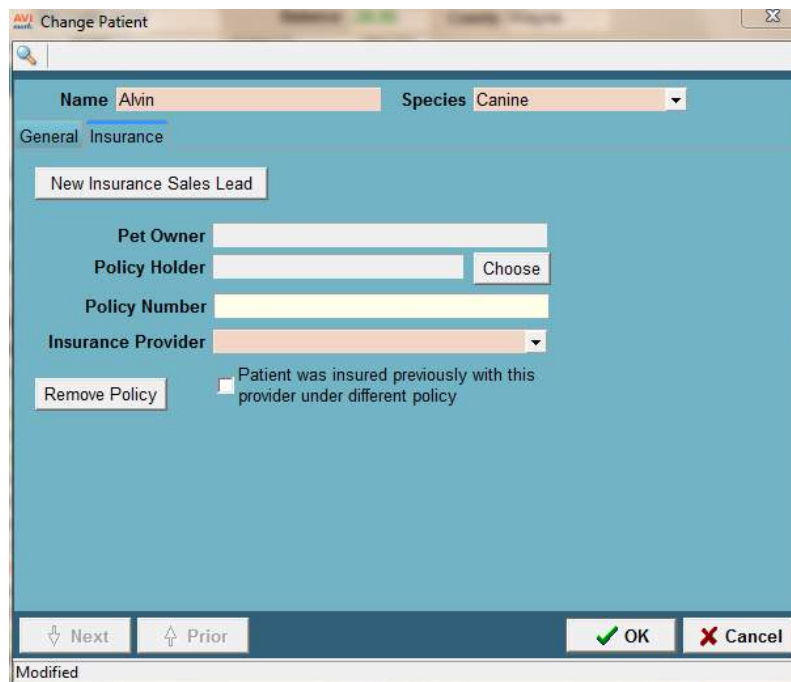 AVI mark Change Patient
Name Alvin Species Canine
General Insurance
New Insurance Sales Lead
Pet Owner
Policy Holder Choose
Policy Number
Insurance Provider
Remove Policy
Patient was insured previously with this
provider under different policy
Next Prior OK Cancel
Modified